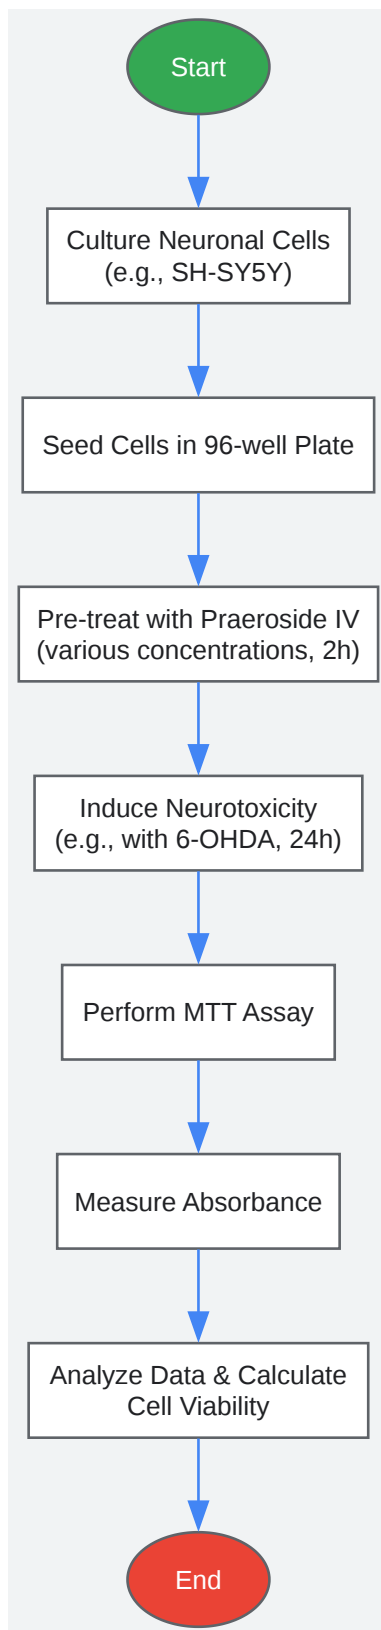 Start
Culture Neuronal Cells
(e.g., SH-SY5Y)
Seed Cells in 96-well Plate
Pre-treat with Praeroside IV
(various concentrations, 2h)
Induce Neurotoxicity
(e.g., with 6-OHDA, 24h)
Perform MTT Assay
Measure Absorbance
Analyze Data & Calculate
Cell Viability
End